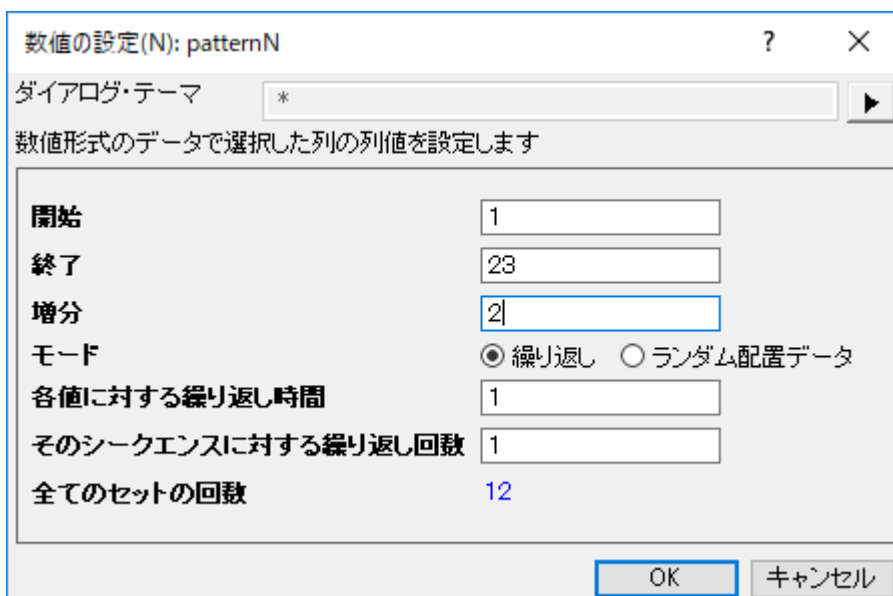 数値の設定(N): patternN ?
ダイアログ・テーマ *
数値形式のデータで選択した列の列値を設定します
開始 1
終了 23
増分 2
モード 繰り返し ランダム配置データ
各値に対する繰り返し時間 1
そのシークエンスに対する繰り返し回数 1
全てのセットの回数 12
OK キャンセル